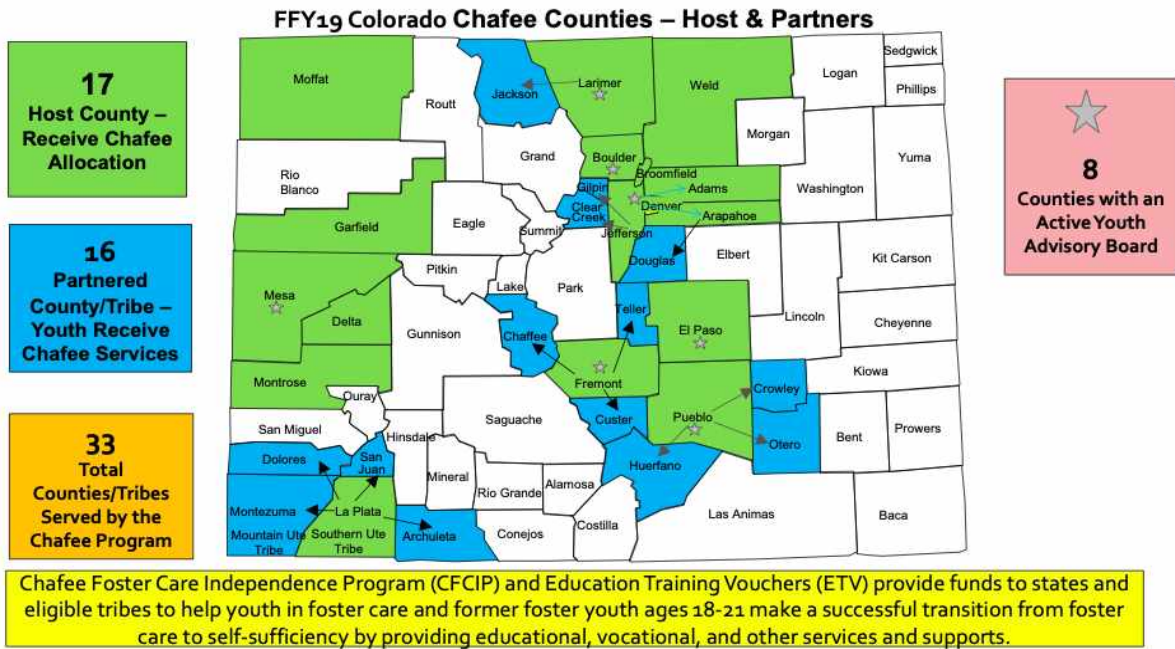 FFY19 Colorado Chafee Counties – Host & Partners
17
Host County –
Receive Chafee
Allocation
16
Partnered
County/Tribe –
Youth Receive
Chafee Services
33
Total
Counties/Tribes
Served by the
Chafee Program
Moffat
Routt
Jackson
Larimer
Weld
Logan
Sedgwick
Phillips
Morgan
Grand
Boulder
Broomfield
Rio
Blanco
Gilpin
Adams
Washington
Yuma
Clear
Creek
Denver
Arapahoe
Eagle
Summit
Jefferson
Garfield
Douglas
Elbert
Kit Carson
Pitkin
Lake
Park
Mesa
Teller
Lincoln
Delta
Gunnison
Chaffee
El Paso
Cheyenne
Montrose
Fremont
Kiowa
Ouray
Crowley
Saguache
Custer
Pueblo
San Miguel
Hinsdale
Otero
Bent
Prowers
Dolores
San
Juan
Mineral
Huerfano
Rio Grande
Alamosa
Montezuma
La Plata
Las Animas
Baca
Costilla
Mountain Ute
Tribe
Southern Ute
Tribe
Archuleta
Conejos
8
Counties with an
Active Youth
Advisory Board
Chafee Foster Care Independence Program (CFCIP) and Education Training Vouchers (ETV) provide funds to states and
eligible tribes to help youth in foster care and former foster youth ages 18-21 make a successful transition from foster
care to self-sufficiency by providing educational, vocational, and other services and supports.